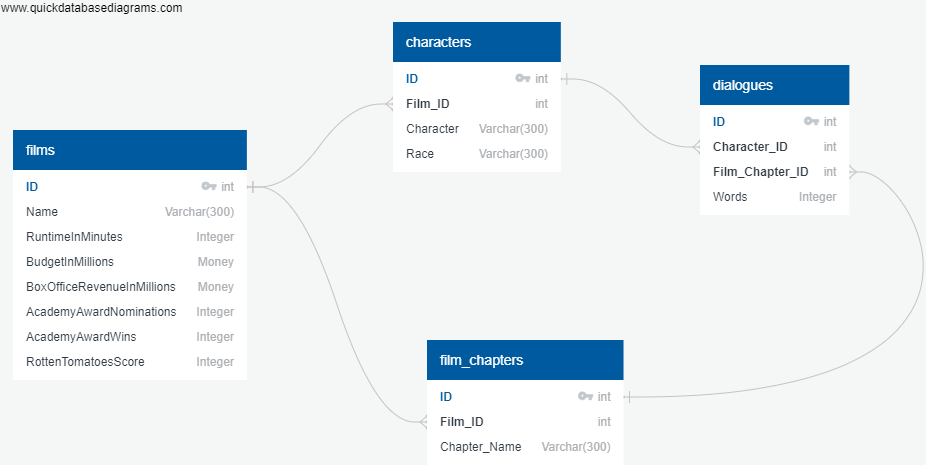 www.quickdatabasediagrams.com
films
ID int
Name Varchar(300)
RuntimeInMinutes Integer
BudgetInMillions Money
BoxOfficeRevenueInMillions Money
AcademyAwardNominations Integer
AcademyAwardWins Integer
RottenTomatoesScore Integer
characters
ID int
Film_ID int
Character Varchar(300)
Race Varchar(300)
dialogues
ID int
Character_ID int
Film_Chapter_ID int
Words Integer
film_chapters
ID int
Film_ID int
Chapter_Name Varchar(300)